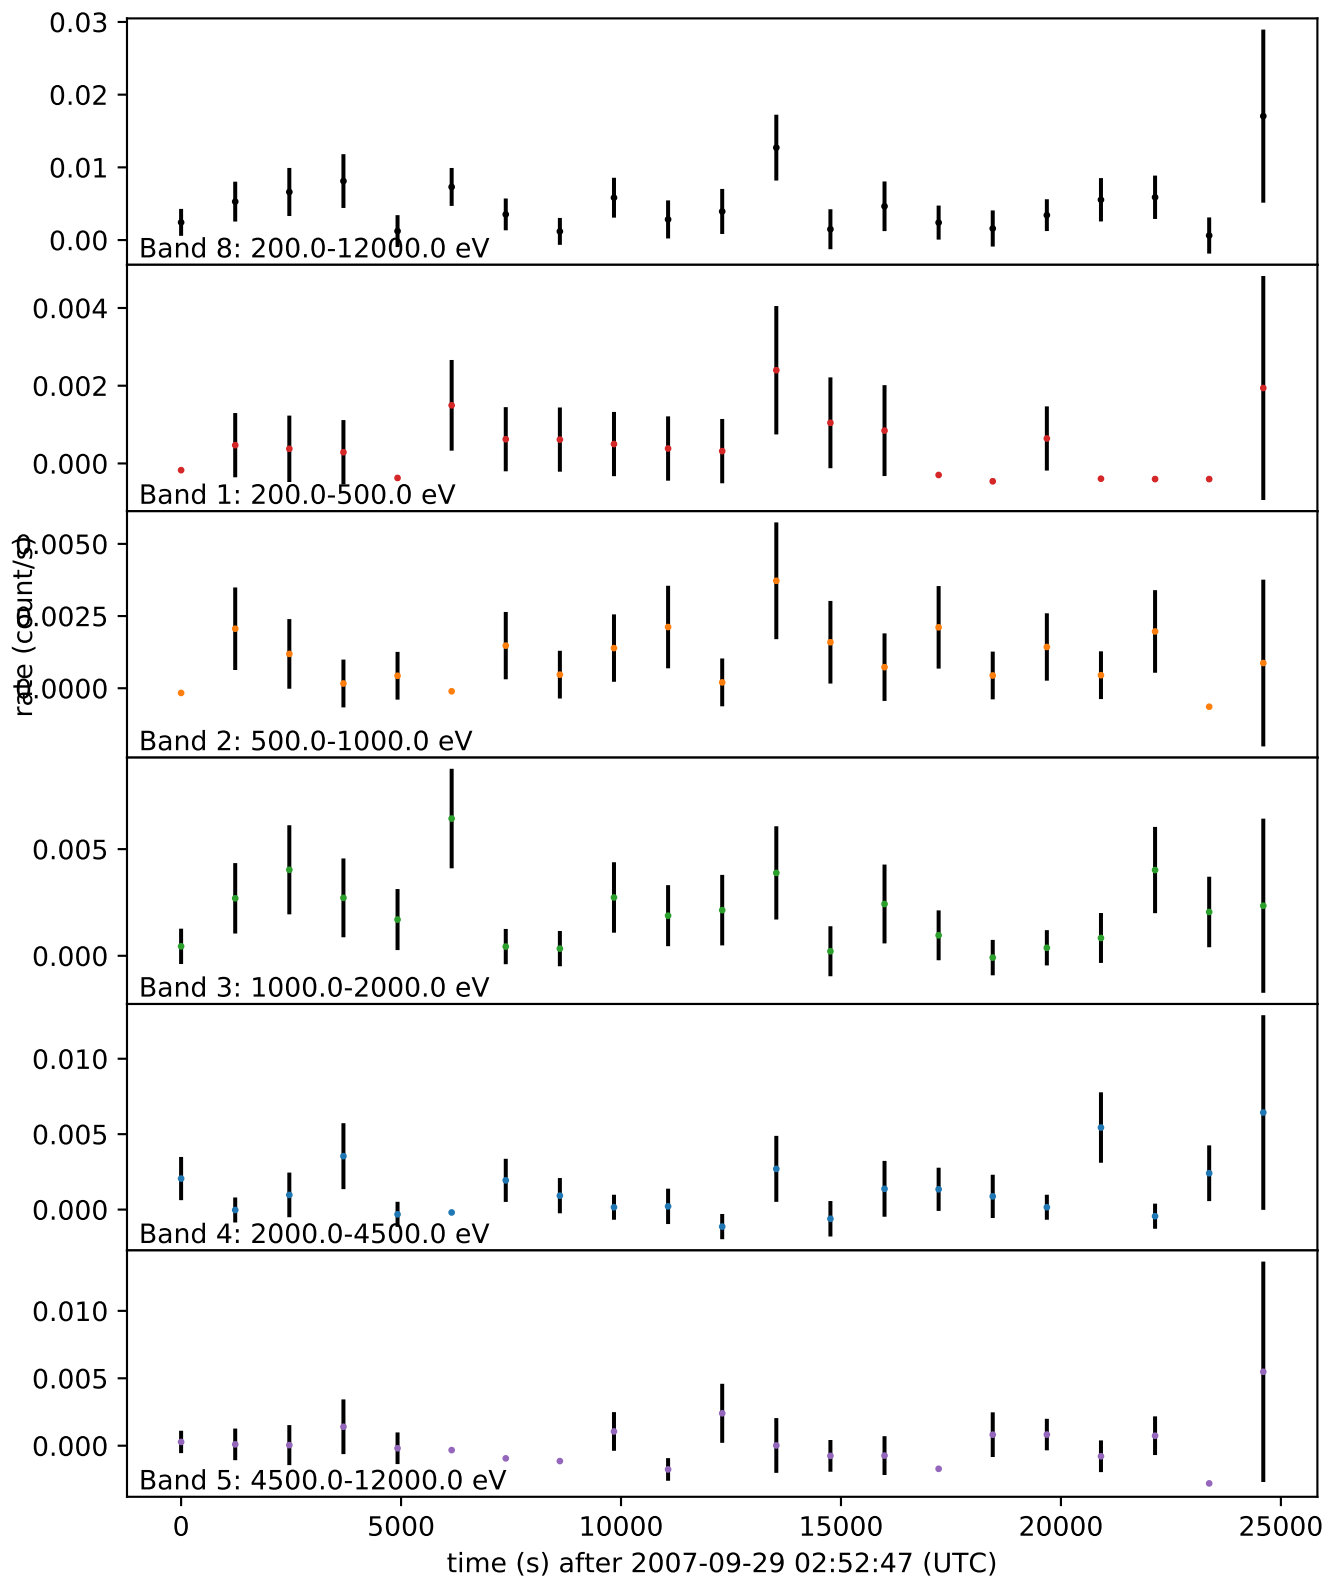 0.03
0.02
0.01
0.00
Band 8: 200.0-12000.0 eV
0.004
0.002
0.000
Band 1: 200.0-500.0 eV
rate (count/s)
0.0050
0.0025
0.0000
Band 2: 500.0-1000.0 eV
0.005
0.000
Band 3: 1000.0-2000.0 eV
0.010
0.005
0.000
Band 4: 2000.0-4500.0 eV
0.010
0.005
0.000
Band 5: 4500.0-12000.0 eV
0 5000 10000 15000 20000 25000
time (s) after 2007-09-29 02:52:47 (UTC)